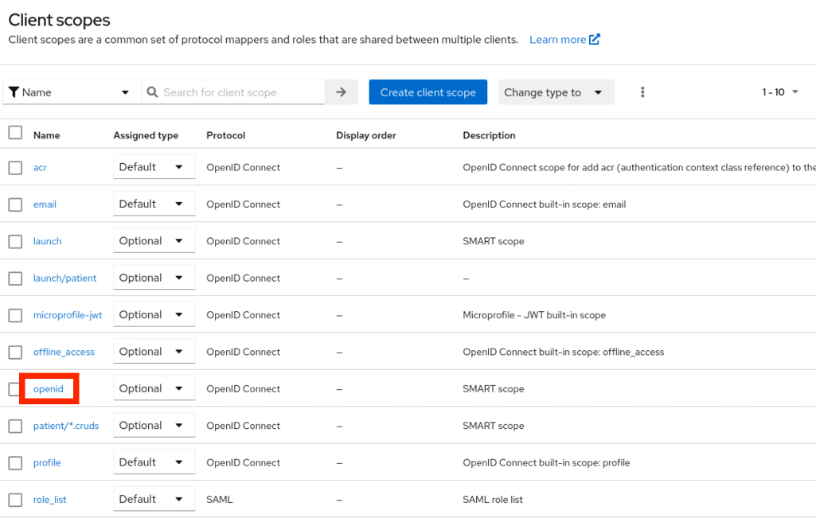 Client scopes
Client scopes are a common set of protocol mappers and roles that are shared between multiple clients. Learn more
Name Search for client scope Create client scope Change type to 1 - 10
Name Assigned type Protocol Display order Description
acr Default OpenID Connect – OpenID Connect scope for add acr (authentication context class reference) to the
email Default OpenID Connect – OpenID Connect built-in scope: email
launch Optional OpenID Connect – SMART scope
launch/patient Optional OpenID Connect – –
microprofile-jwt Optional OpenID Connect – Microprofile - JWT built-in scope
offline_access Optional OpenID Connect – OpenID Connect built-in scope: offline_access
openid Optional OpenID Connect – SMART scope
patient/*.cruds Optional OpenID Connect – SMART scope
profile Default OpenID Connect – OpenID Connect built-in scope: profile
role_list Default SAML – SAML role list